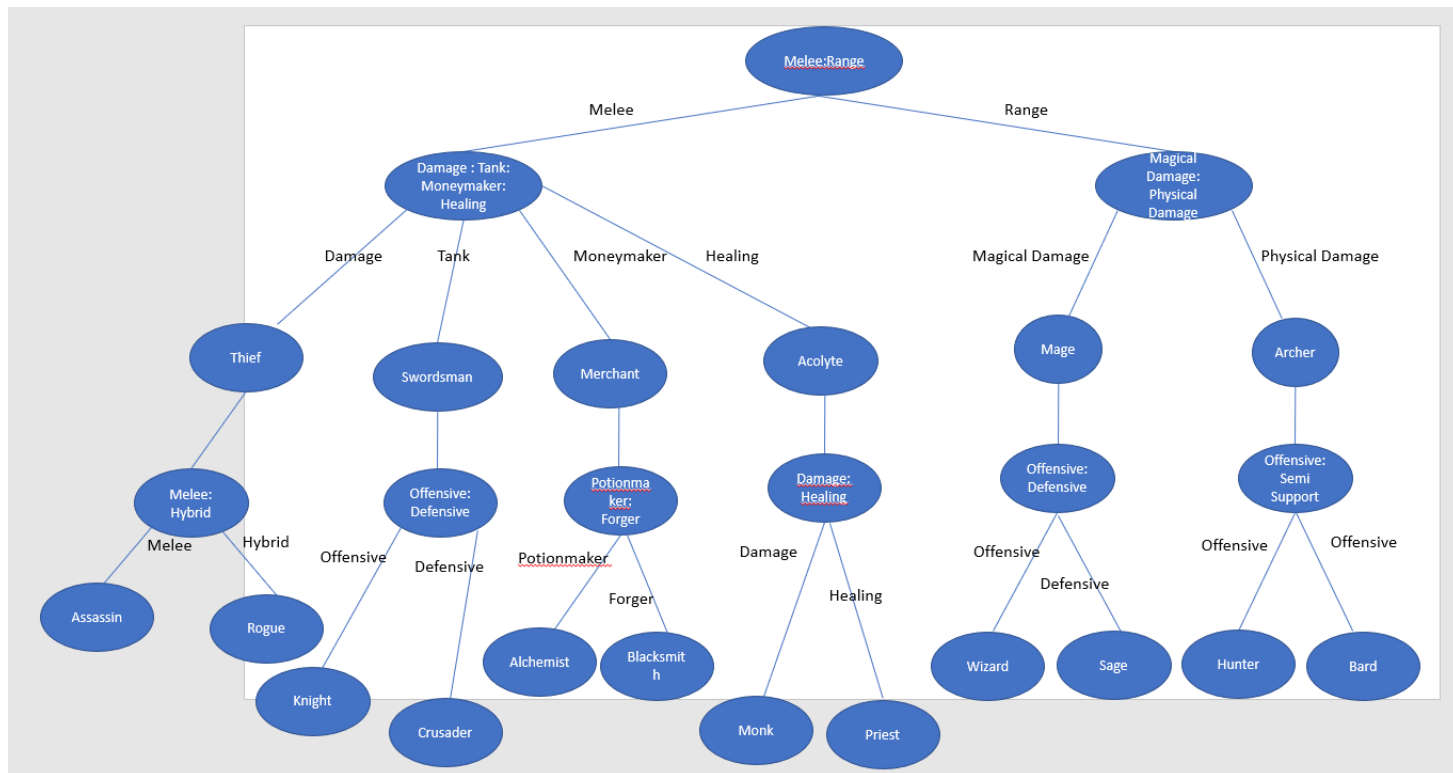 Melee:Range
Melee
Range
Damage : Tank:
Moneymaker:
Healing
Magical
Damage:
Physical
Damage
Damage
Tank
Moneymaker
Healing
Magical Damage
Physical Damage
Thief
Swordsman
Merchant
Acolyte
Mage
Archer
Melee:
Hybrid
Offensive:
Defensive
Potionma
ker:
Forger
Damage:
Healing
Offensive:
Defensive
Offensive:
Semi
Support
Melee
Hybrid
Offensive
Defensive
Potionmaker
Forger
Damage
Healing
Offensive
Defensive
Offensive
Offensive
Assassin
Rogue
Knight
Crusader
Alchemist
Blacksmit
h
Monk
Priest
Wizard
Sage
Hunter
Bard